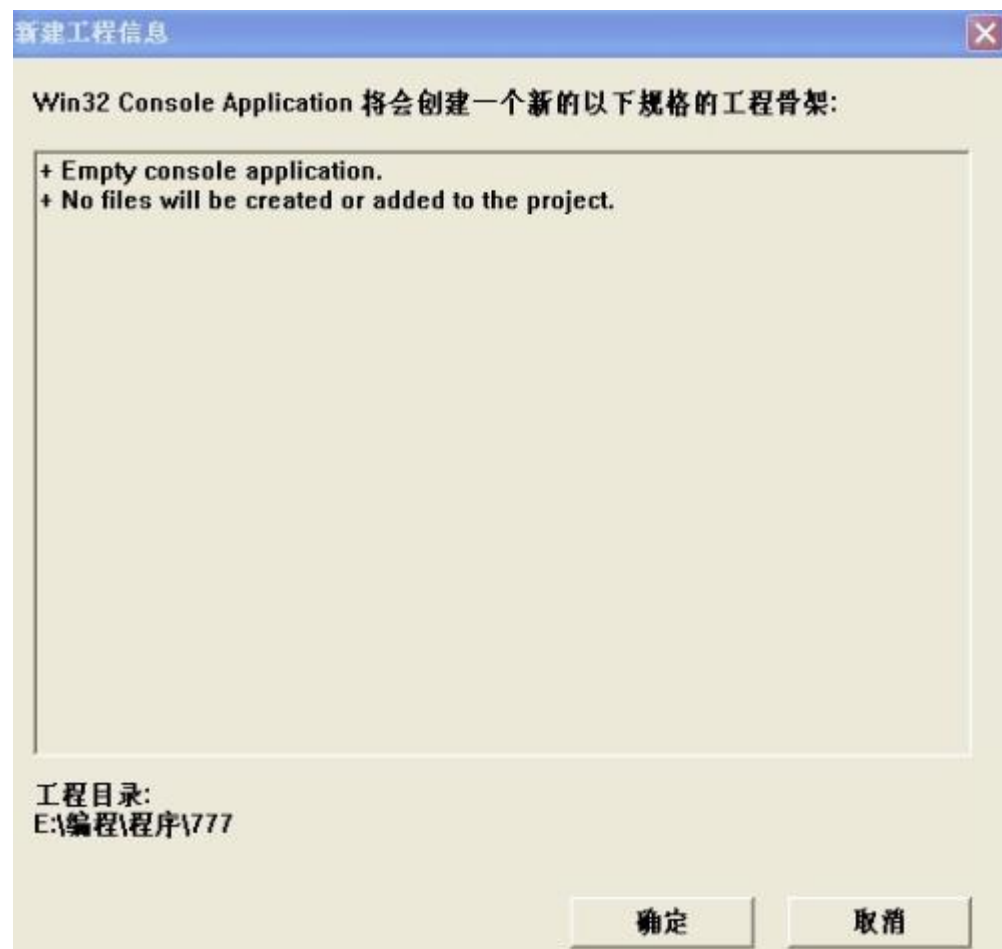 新建工程信息
Win32 Console Application 将会创建一个新的以下规格的工程骨架:
+ Empty console application.
+ No files will be created or added to the project.
工程目录:
E:\编程\程序\777
确定
取消